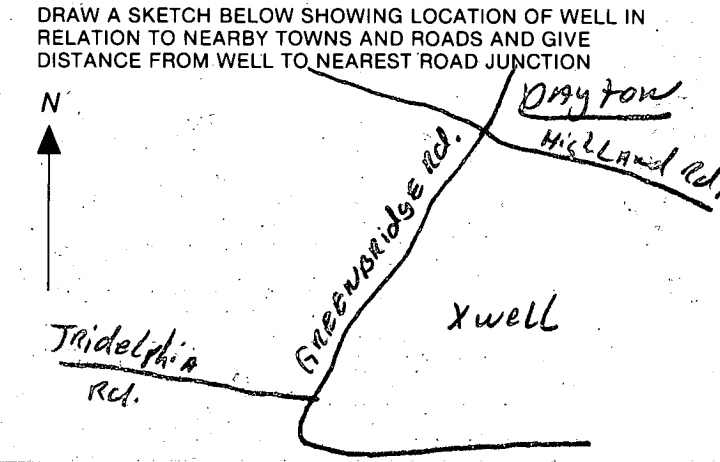 DRAW A SKETCH BELOW SHOWING LOCATION OF WELL IN
RELATION TO NEARBY TOWNS AND ROADS AND GIVE
DISTANCE FROM WELL TO NEAREST ROAD JUNCTION
DAYTON
N
HighLANd Rd.
GREENBRIdgE Rd.
X well
TRidelphiA
Rd.